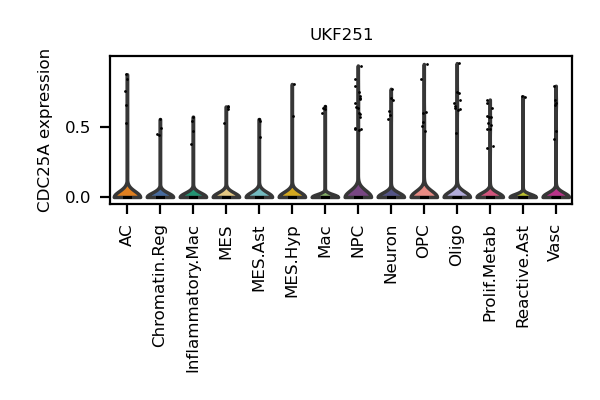 UKF251
CDC25A expression
0.5
0.0
AC
Chromatin.Reg
Inflammatory.Mac
MES
MES.Ast
MES.Hyp
Mac
NPC
Neuron
OPC
Oligo
Prolif.Metab
Reactive.Ast
Vasc